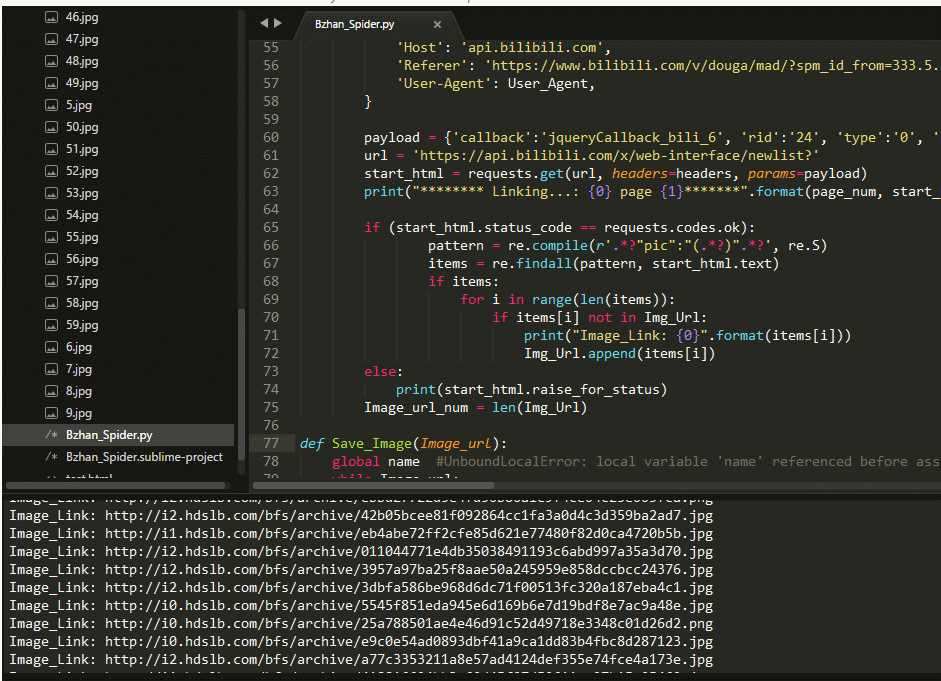 46.jpg
47.jpg
48.jpg
49.jpg
5.jpg
50.jpg
51.jpg
52.jpg
53.jpg
54.jpg
55.jpg
56.jpg
57.jpg
58.jpg
59.jpg
6.jpg
7.jpg
8.jpg
9.jpg
/* Bzhan_Spider.py
/* Bzhan_Spider.sublime-project
Bzhan_Spider.py ×
55 'Host': 'api.bilibili.com',
56 'Referer': 'https://www.bilibili.com/v/douga/mad/?spm_id_from=333.5.
57 'User-Agent': User_Agent,
58 }
59
60 payload = {'callback':'jqueryCallback_bili_6', 'rid':'24', 'type':'0', '
61 url = 'https://api.bilibili.com/x/web-interface/newlist?'
62 start_html = requests.get(url, headers=headers, params=payload)
63 print("******** Linking...: {0} page {1}*******".format(page_num, start_
64
65 if (start_html.status_code == requests.codes.ok):
66 pattern = re.compile(r'.*?"pic":"(.*?)".*?', re.S)
67 items = re.findall(pattern, start_html.text)
68 if items:
69 for i in range(len(items)):
70 if items[i] not in Img_Url:
71 print("Image_Link: {0}".format(items[i]))
72 Img_Url.append(items[i])
73 else:
74 print(start_html.raise_for_status)
75 Image_url_num = len(Img_Url)
76
77 def Save_Image(Image_url):
78 global name #UnboundLocalError: local variable 'name' referenced before ass
Image_Link: http://i2.hdslb.com/bfs/archive/42b05bcee81f092864cc1fa3a0d4c3d359ba2ad7.jpg
Image_Link: http://i1.hdslb.com/bfs/archive/eb4abe72ff2cfe85d621e77480f82d0ca4720b5b.jpg
Image_Link: http://i2.hdslb.com/bfs/archive/011044771e4db35038491193c6abd997a35a3d70.jpg
Image_Link: http://i2.hdslb.com/bfs/archive/3957a97ba25f8aae50a245959e858dccbcc24376.jpg
Image_Link: http://i2.hdslb.com/bfs/archive/3dbfa586be968d6dc71f00513fc320a187eba4c1.jpg
Image_Link: http://i0.hdslb.com/bfs/archive/5545f851eda945e6d169b6e7d19bdf8e7ac9a48e.jpg
Image_Link: http://i0.hdslb.com/bfs/archive/25a788501ae4e46d91c52d49718e3348c01d26d2.png
Image_Link: http://i0.hdslb.com/bfs/archive/e9c0e54ad0893dbf41a9ca1dd83b4fbc8d287123.jpg
Image_Link: http://i2.hdslb.com/bfs/archive/a77c3353211a8e57ad4124def355e74fce4a173e.jpg